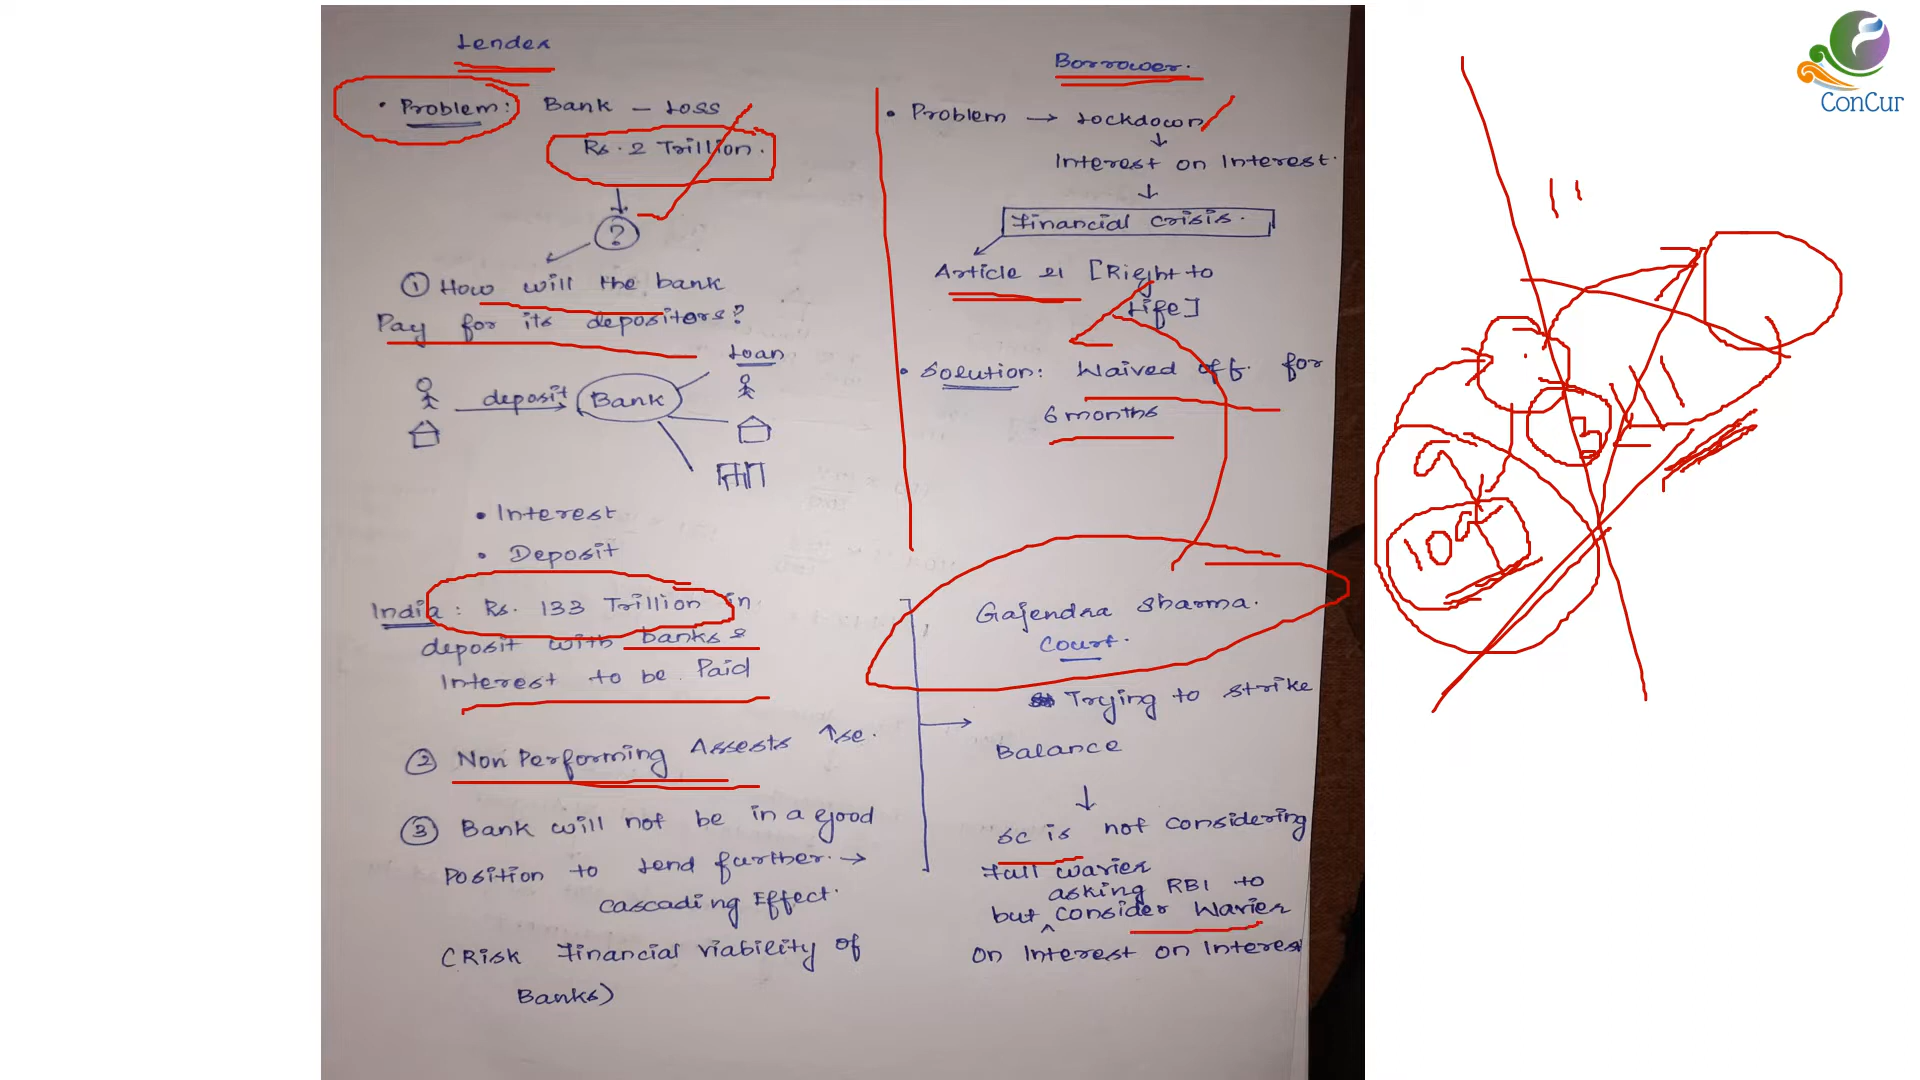 Lender
• Problem: Bank – Loss
Rs. 2 Trillion.
?
① How will the bank
Pay for its depositors?
Loan
deposit
Bank
• Interest
• Deposit
India: Rs. 133 Trillion in
deposit with banks &
Interest to be Paid
② Non Performing Assests ↑se.
③ Bank will not be in a good
Position to lend further. →
cascading Effect.
(Risk Financial viability of
Banks)
Borrower.
• Problem → Lockdown
↓
Interest on Interest.
↓
Financial crisis.
Article 21 [Right to
Life]
• Solution: Waived off for
6 months
Gajendra Sharma.
Court.
Trying to strike
Balance
↓
SC is not considering
Full warier
asking RBI to
but ^ consider Warier
on Interest on Interest
ConCur